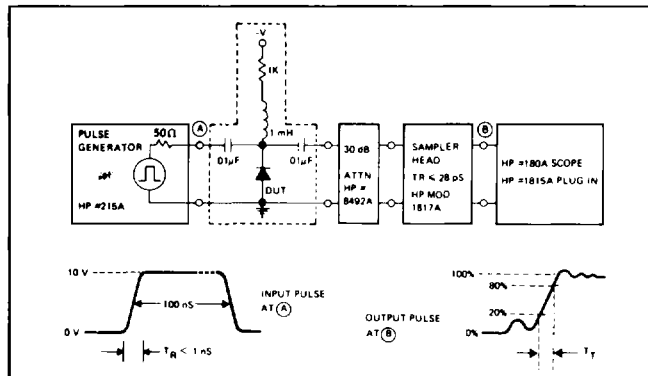 -V
1K
1 mH
PULSE
GENERATOR
50Ω
HP #215A
A
.01µF
.01µF
DUT
30 dB
ATTN
HP #
8492A
SAMPLER
HEAD
TR ≤ 28 pS
HP MOD
1817A
B
HP #180A SCOPE
HP #1815A PLUG IN
10 V
0 V
100 nS
TR < 1 nS
INPUT PULSE
AT A
OUTPUT PULSE
AT B
100%
80%
20%
0%
TT